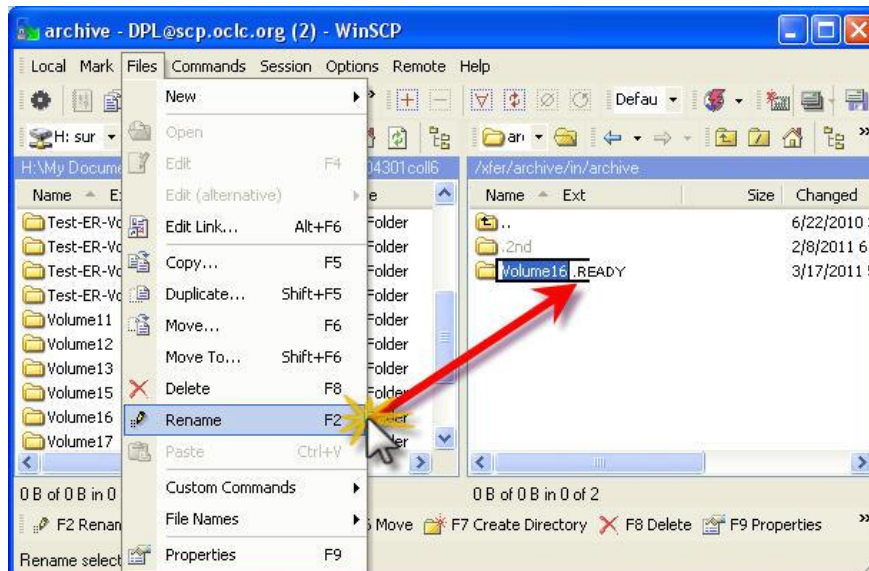 archive - DPL@scp.oclc.org (2) - WinSCP
Local Mark Files Commands Session Options Remote Help
Defau
H: sur
H:\My Docume
04301coll6
/xfer/archive/in/archive
Name
Name Ext Size Changed
Test-ER-Vo
Test-ER-Vo
Test-ER-Vo
Test-ER-Vo
Volume11
Volume12
Volume13
Volume15
Volume16
Volume17
Folder
Folder
Folder
Folder
Folder
Folder
Folder
Folder
New
Open
Edit F4
Edit (alternative)
Edit Link... Alt+F6
Copy... F5
Duplicate... Shift+F5
Move... F6
Move To... Shift+F6
Delete F8
Rename F2
Paste Ctrl+V
Custom Commands
File Names
Properties F9
.. 6/22/2010
.2nd 2/8/2011 6
Volume16 .READY 3/17/2011
0 B of 0 B in 0
0 B of 0 B in 0 of 2
F2 Renan
Move F7 Create Directory F8 Delete F9 Properties
Rename select